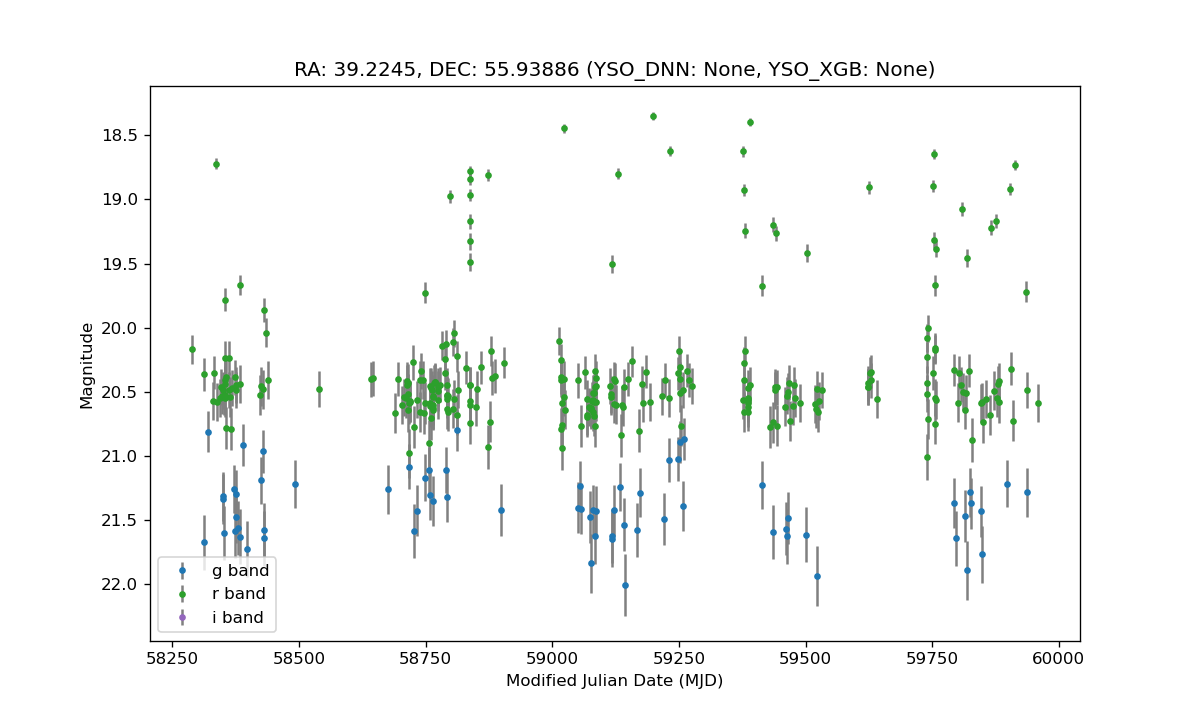 RA: 39.2245, DEC: 55.93886 (YSO_DNN: None, YSO_XGB: None)
18.5
19.0
19.5
20.0
20.5
21.0
21.5
22.0
Magnitude
g band
r band
i band
58250 58500 58750 59000 59250 59500 59750 60000
Modified Julian Date (MJD)